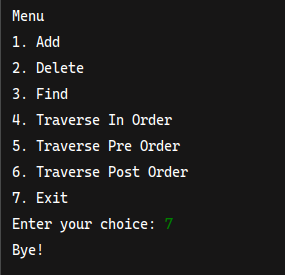 Menu
1. Add
2. Delete
3. Find
4. Traverse In Order
5. Traverse Pre Order
6. Traverse Post Order
7. Exit
Enter your choice: 7
Bye!